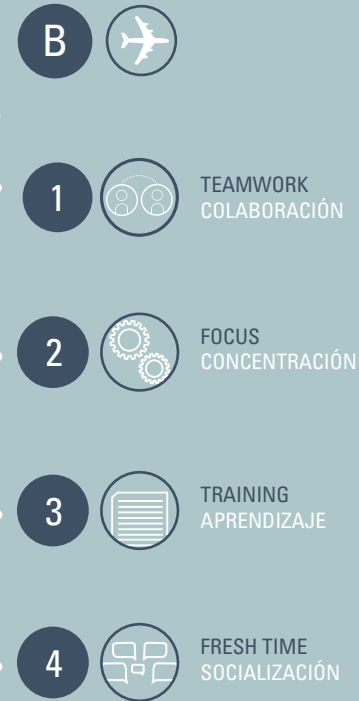 B
1
TEAMWORK
COLABORACIÓN
2
FOCUS
CONCENTRACIÓN
3
TRAINING
APRENDIZAJE
4
FRESH TIME
SOCIALIZACIÓN